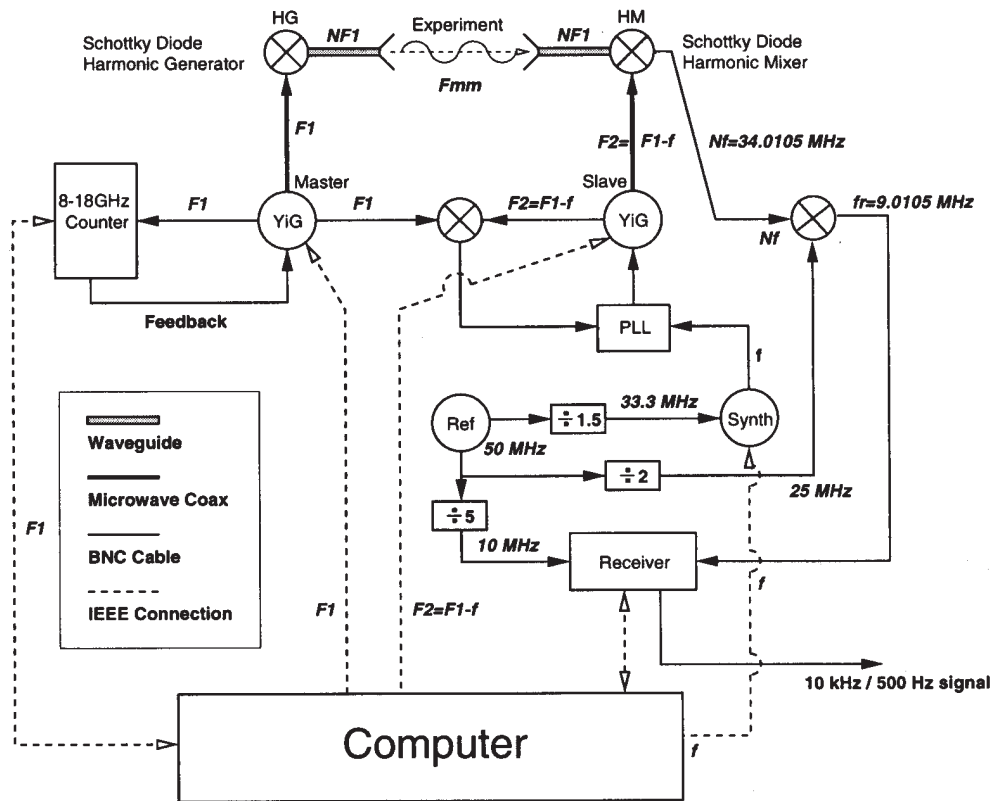 HG
Experiment
HM
NF1
NF1
Schottky Diode
Harmonic Generator
Schottky Diode
Harmonic Mixer
Fmm
F1
F2=
F1-f
Nf=34.0105 MHz
8-18GHz
Counter
F1
Master
YiG
F1
F2=F1-f
Slave
YiG
Nf
fr=9.0105 MHz
Feedback
PLL
f
Waveguide
Microwave Coax
BNC Cable
IEEE Connection
Ref
50 MHz
÷ 1.5
33.3 MHz
Synth
÷ 2
25 MHz
÷ 5
10 MHz
Receiver
F1
F1
F2=F1-f
f
10 kHz / 500 Hz signal
Computer
f